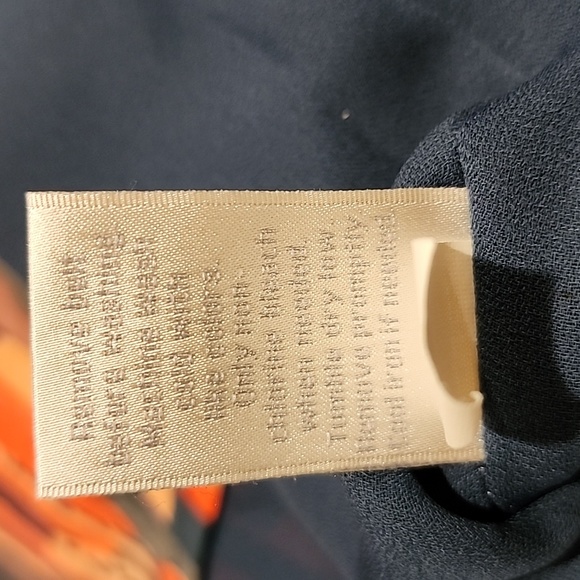 Remove belt
before washing
Machine wash
cold with
like colors.
Only non-
chlorine bleach
when needed.
Tumble dry low.
Remove promptly
Cool iron if needed